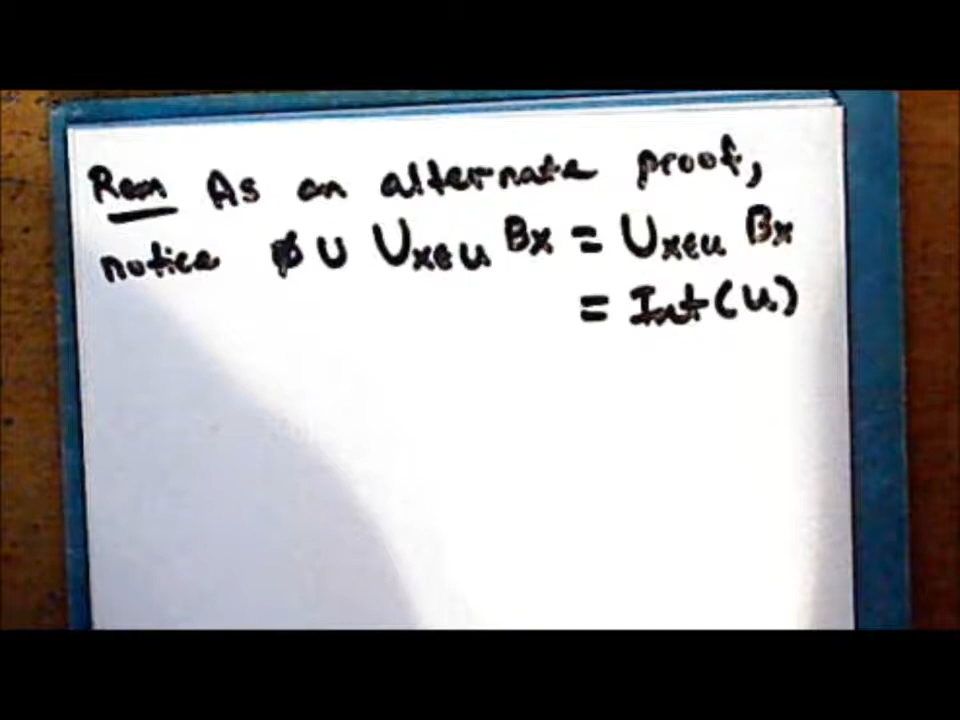 Rem As an alternate proof,
notice ∅ ∪ ∪x∈u Bx = ∪x∈u Bx
= Int(u)